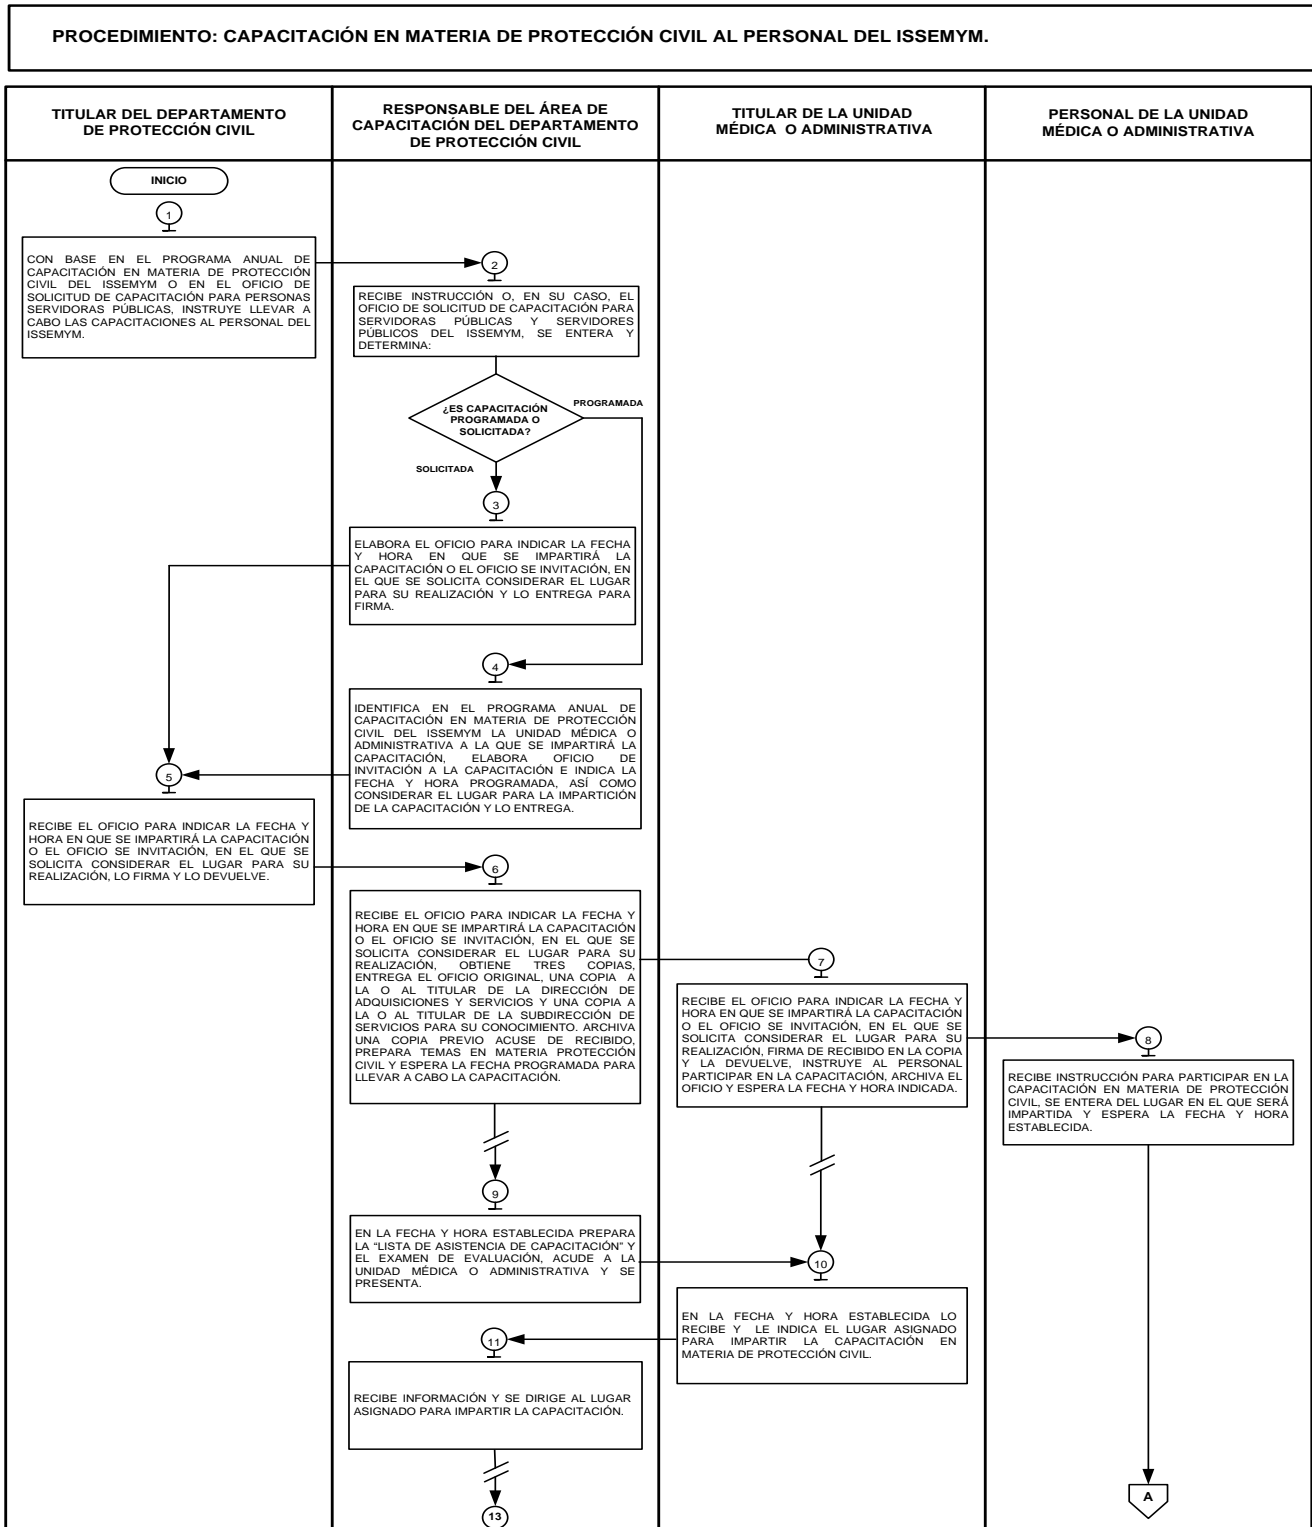 PROCEDIMIENTO: CAPACITACIÓN EN MATERIA DE PROTECCIÓN CIVIL AL PERSONAL DEL ISSEMYM.
TITULAR DEL DEPARTAMENTO
DE PROTECCIÓN CIVIL
RESPONSABLE DEL ÁREA DE
CAPACITACIÓN DEL DEPARTAMENTO
DE PROTECCIÓN CIVIL
TITULAR DE LA UNIDAD
MÉDICA O ADMINISTRATIVA
PERSONAL DE LA UNIDAD
MÉDICA O ADMINISTRATIVA
INICIO
1
CON BASE EN EL PROGRAMA ANUAL DE
CAPACITACIÓN EN MATERIA DE PROTECCIÓN
CIVIL DEL ISSEMYM O EN EL OFICIO DE
SOLICITUD DE CAPACITACIÓN PARA PERSONAS
SERVIDORAS PÚBLICAS, INSTRUYE LLEVAR A
CABO LAS CAPACITACIONES AL PERSONAL DEL
ISSEMYM.
2
RECIBE INSTRUCCIÓN O, EN SU CASO, EL
OFICIO DE SOLICITUD DE CAPACITACIÓN PARA
SERVIDORAS PÚBLICAS Y SERVIDORES
PÚBLICOS DEL ISSEMYM, SE ENTERA Y
DETERMINA:
¿ES CAPACITACIÓN
PROGRAMADA O
SOLICITADA?
PROGRAMADA
SOLICITADA
3
ELABORA EL OFICIO PARA INDICAR LA FECHA
Y HORA EN QUE SE IMPARTIRÁ LA
CAPACITACIÓN O EL OFICIO SE INVITACIÓN, EN
EL QUE SE SOLICITA CONSIDERAR EL LUGAR
PARA SU REALIZACIÓN Y LO ENTREGA PARA
FIRMA.
4
IDENTIFICA EN EL PROGRAMA ANUAL DE
CAPACITACIÓN EN MATERIA DE PROTECCIÓN
CIVIL DEL ISSEMYM LA UNIDAD MÉDICA O
ADMINISTRATIVA A LA QUE SE IMPARTIRÁ LA
CAPACITACIÓN, ELABORA OFICIO DE
INVITACIÓN A LA CAPACITACIÓN E INDICA LA
FECHA Y HORA PROGRAMADA, ASÍ COMO
CONSIDERAR EL LUGAR PARA LA IMPARTICIÓN
DE LA CAPACITACIÓN Y LO ENTREGA.
5
RECIBE EL OFICIO PARA INDICAR LA FECHA Y
HORA EN QUE SE IMPARTIRÁ LA CAPACITACIÓN
O EL OFICIO SE INVITACIÓN, EN EL QUE SE
SOLICITA CONSIDERAR EL LUGAR PARA SU
REALIZACIÓN, LO FIRMA Y LO DEVUELVE.
6
RECIBE EL OFICIO PARA INDICAR LA FECHA Y
HORA EN QUE SE IMPARTIRÁ LA CAPACITACIÓN
O EL OFICIO SE INVITACIÓN, EN EL QUE SE
SOLICITA CONSIDERAR EL LUGAR PARA SU
REALIZACIÓN, OBTIENE TRES COPIAS,
ENTREGA EL OFICIO ORIGINAL, UNA COPIA A
LA O AL TITULAR DE LA DIRECCIÓN DE
ADQUISICIONES Y SERVICIOS Y UNA COPIA A
LA O AL TITULAR DE LA SUBDIRECCIÓN DE
SERVICIOS PARA SU CONOCIMIENTO. ARCHIVA
UNA COPIA PREVIO ACUSE DE RECIBIDO,
PREPARA TEMAS EN MATERIA PROTECCIÓN
CIVIL Y ESPERA LA FECHA PROGRAMADA PARA
LLEVAR A CABO LA CAPACITACIÓN.
7
RECIBE EL OFICIO PARA INDICAR LA FECHA Y
HORA EN QUE SE IMPARTIRÁ LA CAPACITACIÓN
O EL OFICIO SE INVITACIÓN, EN EL QUE SE
SOLICITA CONSIDERAR EL LUGAR PARA SU
REALIZACIÓN, FIRMA DE RECIBIDO EN LA COPIA
Y LA DEVUELVE, INSTRUYE AL PERSONAL
PARTICIPAR EN LA CAPACITACIÓN, ARCHIVA EL
OFICIO Y ESPERA LA FECHA Y HORA INDICADA.
8
RECIBE INSTRUCCIÓN PARA PARTICIPAR EN LA
CAPACITACIÓN EN MATERIA DE PROTECCIÓN
CIVIL, SE ENTERA DEL LUGAR EN EL QUE SERÁ
IMPARTIDA Y ESPERA LA FECHA Y HORA
ESTABLECIDA.
9
EN LA FECHA Y HORA ESTABLECIDA PREPARA
LA “LISTA DE ASISTENCIA DE CAPACITACIÓN” Y
EL EXAMEN DE EVALUACIÓN, ACUDE A LA
UNIDAD MÉDICA O ADMINISTRATIVA Y SE
PRESENTA.
10
EN LA FECHA Y HORA ESTABLECIDA LO
RECIBE Y LE INDICA EL LUGAR ASIGNADO
PARA IMPARTIR LA CAPACITACIÓN EN
MATERIA DE PROTECCIÓN CIVIL.
11
RECIBE INFORMACIÓN Y SE DIRIGE AL LUGAR
ASIGNADO PARA IMPARTIR LA CAPACITACIÓN.
13
A